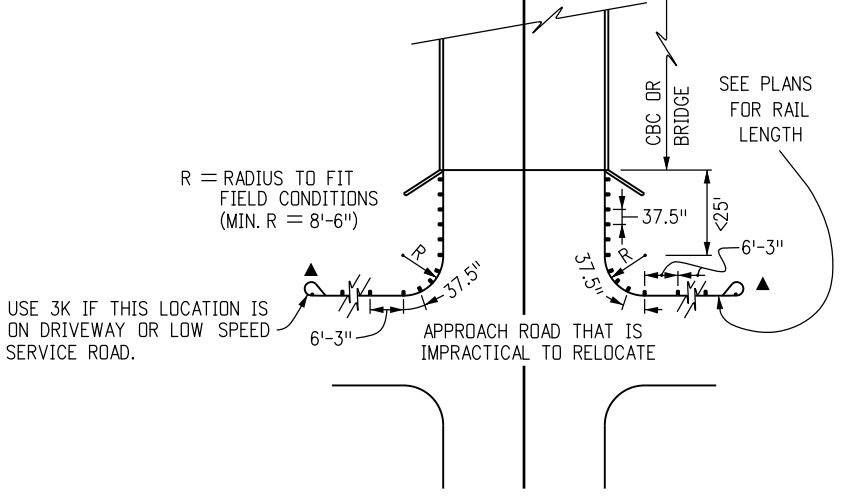 SEE PLANS
FOR RAIL
LENGTH
CBC OR
BRIDGE
R = RADIUS TO FIT
FIELD CONDITIONS
(MIN. R = 8'-6")
37.5"
<25'
6'-3"
R
R
37.5"
37.5"
USE 3K IF THIS LOCATION IS
ON DRIVEWAY OR LOW SPEED
SERVICE ROAD.
6'-3"
APPROACH ROAD THAT IS
IMPRACTICAL TO RELOCATE